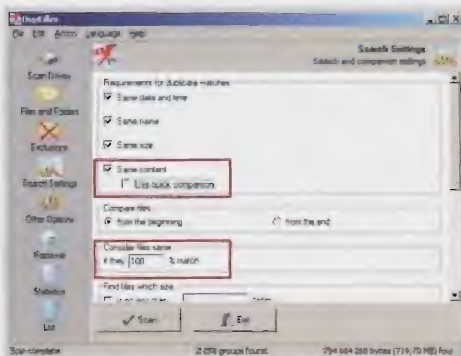 DupKiller
File Edit Action Language Help
Search Settings
Search and comparison settings
Scan Drives
Files and Folders
Exclusions
Search Settings
Other Options
Statistics
List
Requirements for duplicate matches
Same date and time
Same name
Same size
Same content
Use quick comparison
Compare files
from the beginning
from the end
Consider files same
if they 100 % match
Find files which size
Scan
Exit
Scan complete
groups found